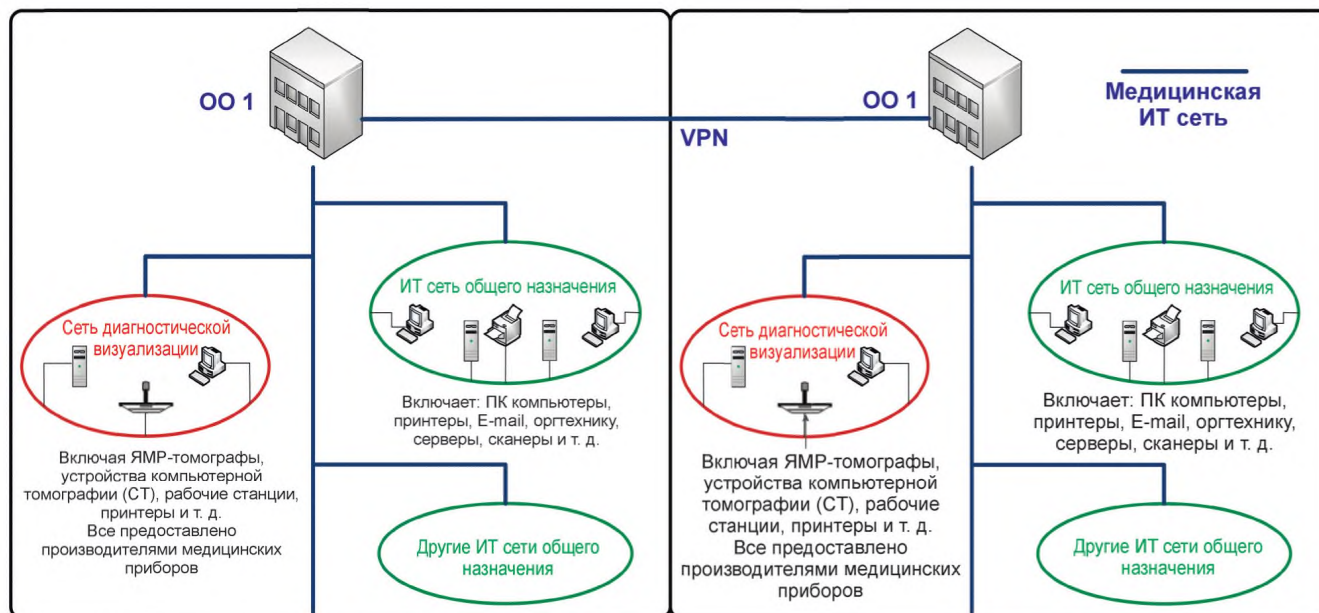 ОО 1
VPN
ИТ сеть общего назначения
Сеть диагностической
визуализации
Включает: ПК компьютеры,
принтеры, E-mail, оргтехнику,
серверы, сканеры и т. д.
Включая ЯМР-томографы,
устройства компьютерной
томографии (СТ), рабочие станции,
принтеры и т. д.
Все предоставлено
производителями медицинских
приборов
Другие ИТ сети общего
назначения
ОО 1
Медицинская
ИТ сеть
ИТ сеть общего назначения
Сеть диагностической
визуализации
Включает: ПК компьютеры,
принтеры, E-mail, оргтехнику,
серверы, сканеры и т. д.
Включая ЯМР-томографы,
устройства компьютерной
томографии (СТ), рабочие
станции, принтеры и т. д.
Все предоставлено
производителями медицинских
приборов
Другие ИТ сети общего
назначения